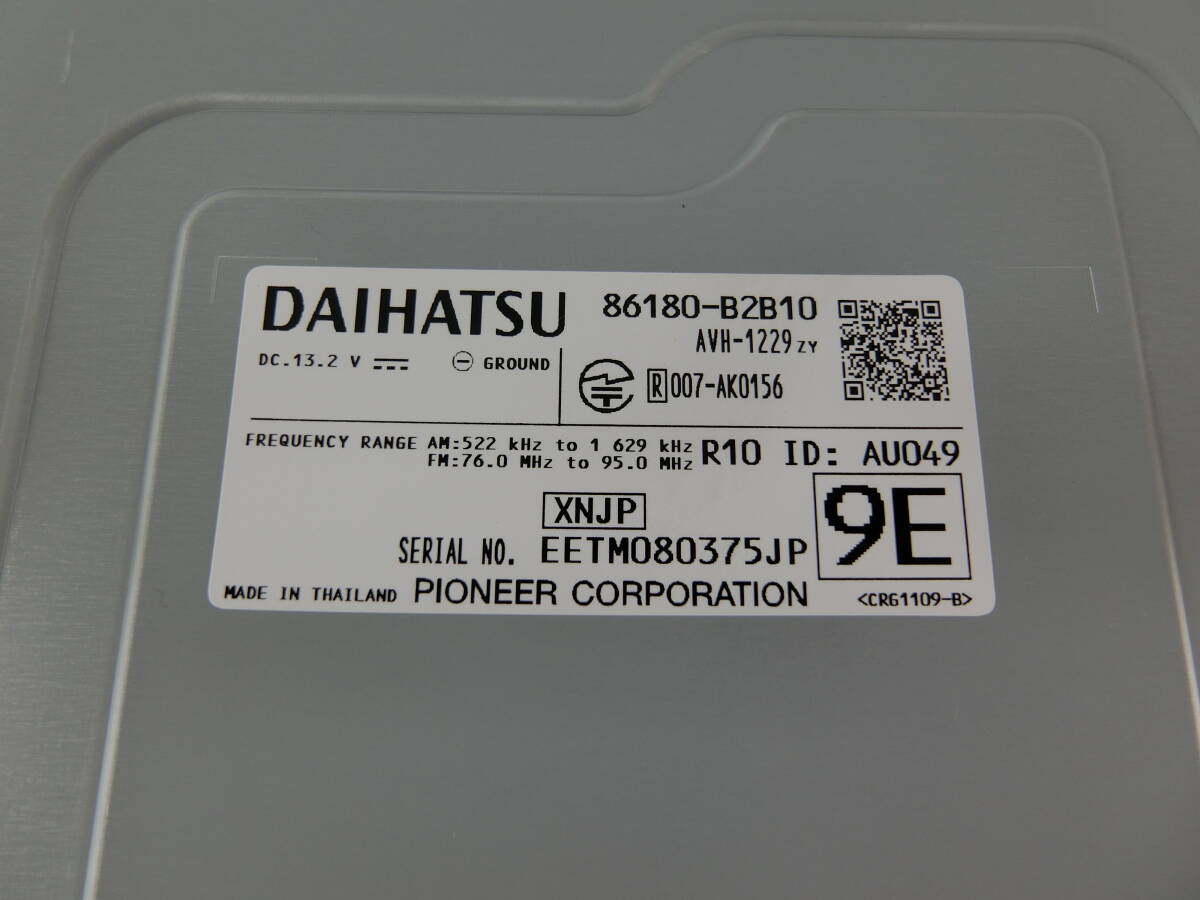 DAIHATSU 86180-B2B10
AVH-1229ZY
DC.13.2 V GROUND
R 007-AK0156
FREQUENCY RANGE AM:522 kHz to 1 629 kHz
FM:76.0 MHz to 95.0 MHz
R10 ID: AU049
XNJP
9E
SERIAL NO. EETM080375JP
MADE IN THAILAND PIONEER CORPORATION <CRG1109-B>